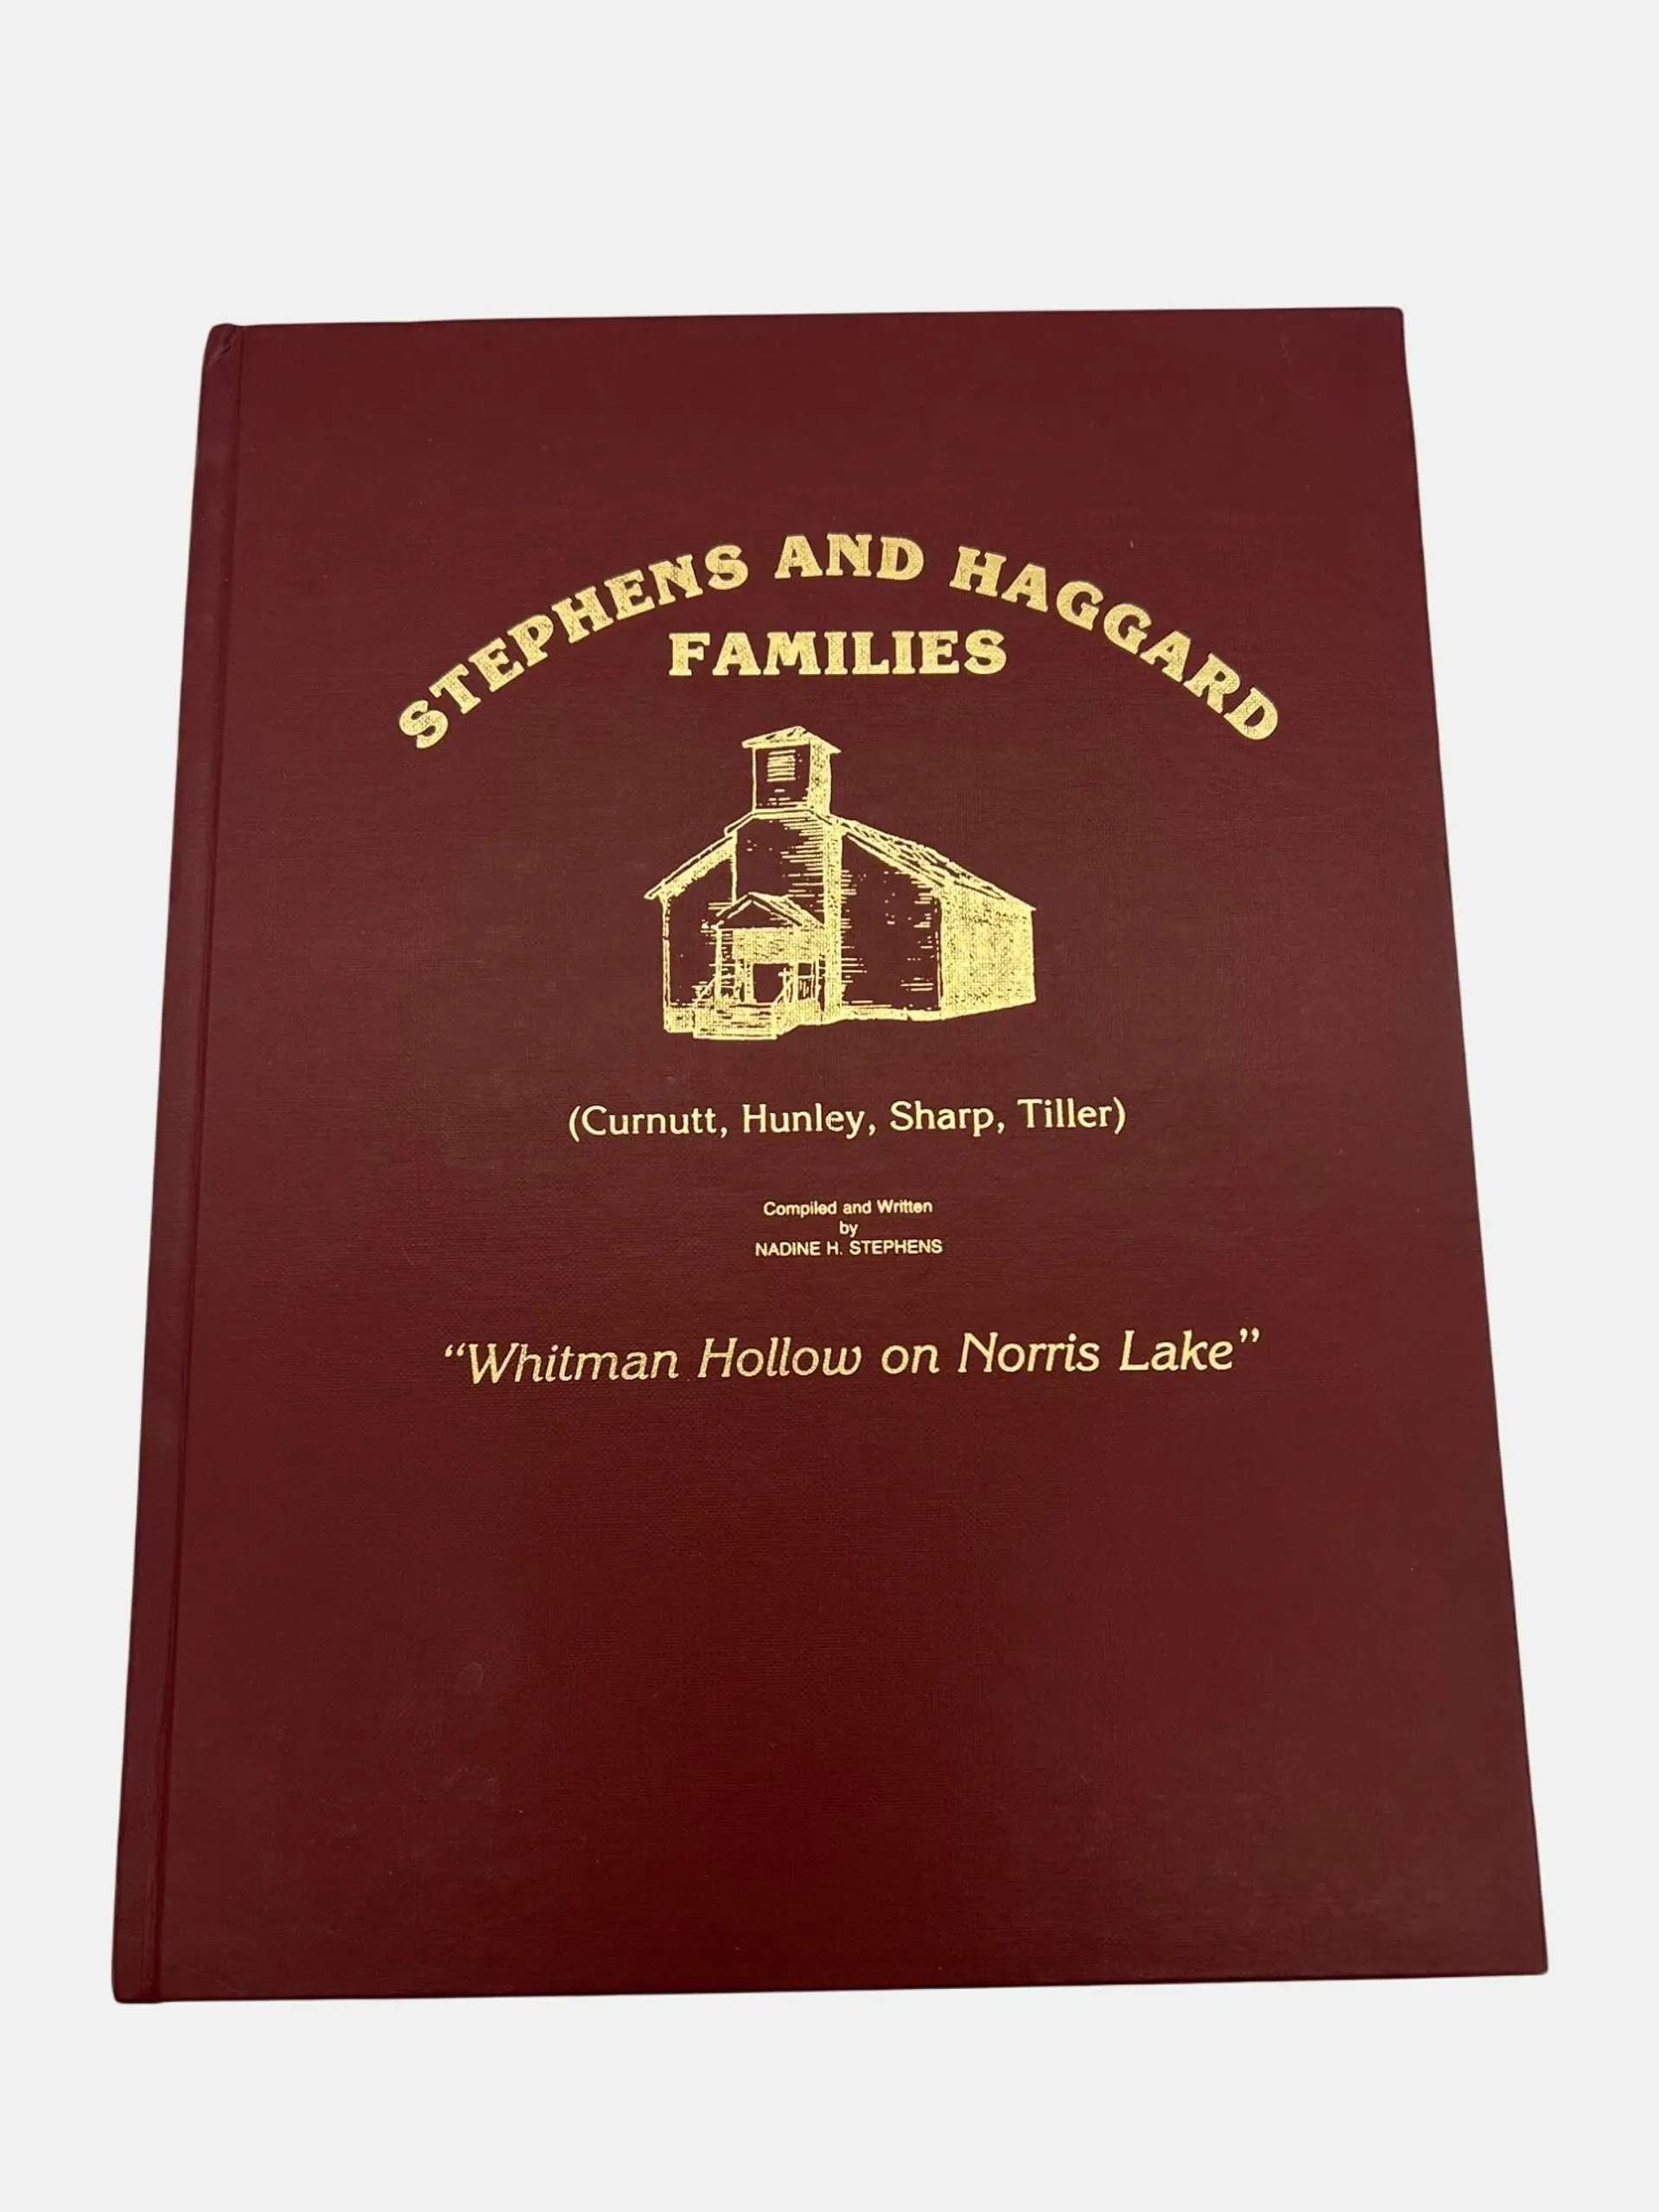 STEPHENS AND HAGGARD
FAMILIES
(Curnutt, Hunley, Sharp, Tiller)
Compiled and Written
by
NADINE H. STEPHENS
“Whitman Hollow on Norris Lake”